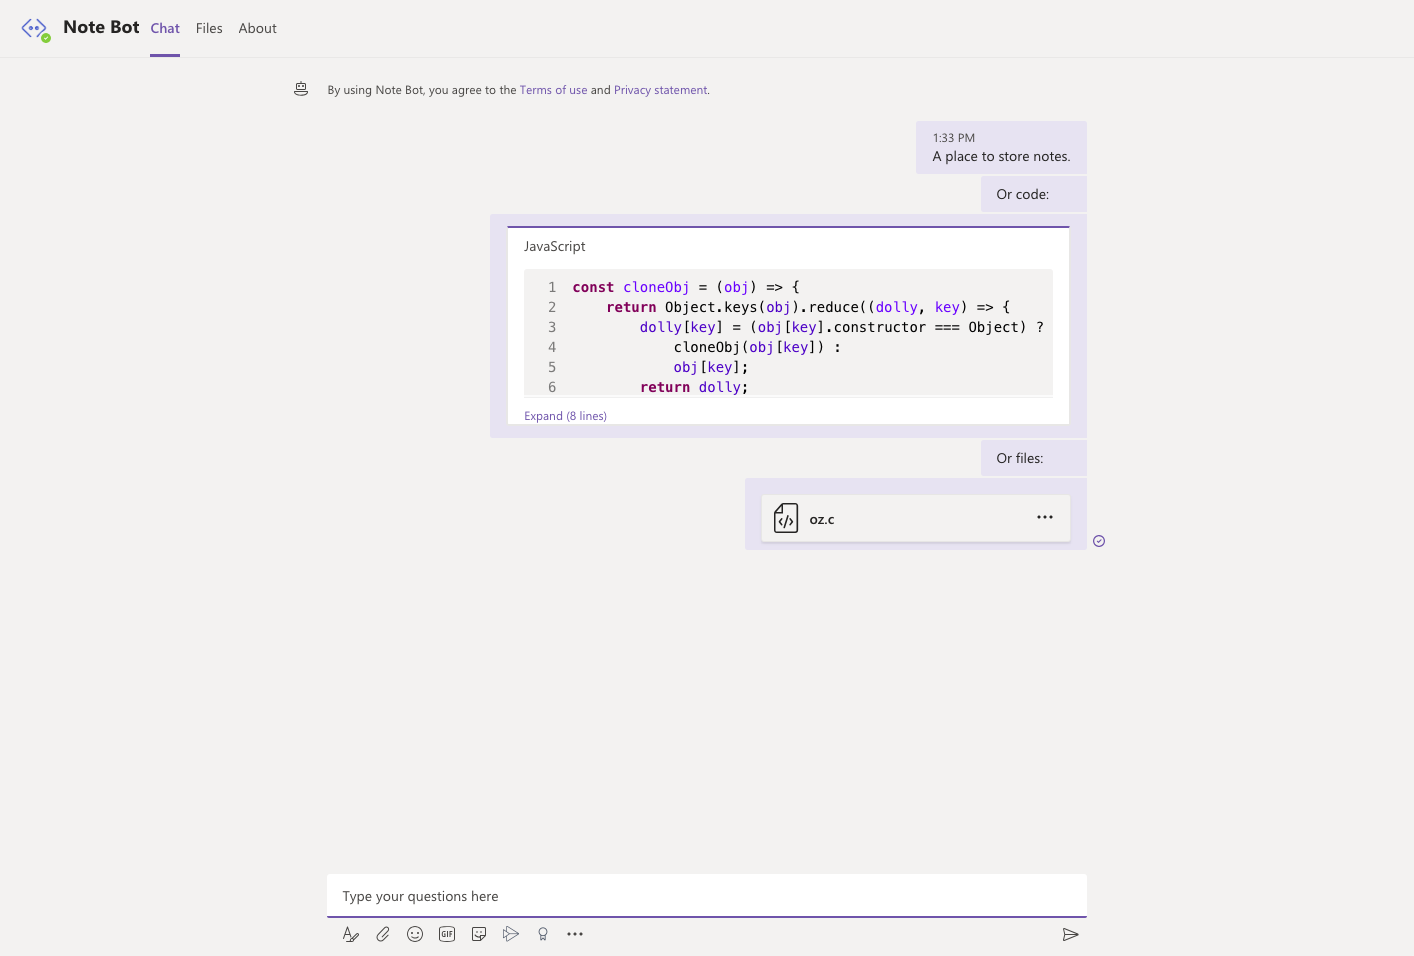 Note Bot Chat Files About
By using Note Bot, you agree to the Terms of use and Privacy statement.
1:33 PM
A place to store notes.
Or code:
JavaScript
1 const cloneObj = (obj) => {
2     return Object.keys(obj).reduce((dolly, key) => {
3         dolly[key] = (obj[key].constructor === Object) ?
4             cloneObj(obj[key]) :
5             obj[key];
6         return dolly;
Expand (8 lines)
Or files:
oz.c
Type your questions here
GIF